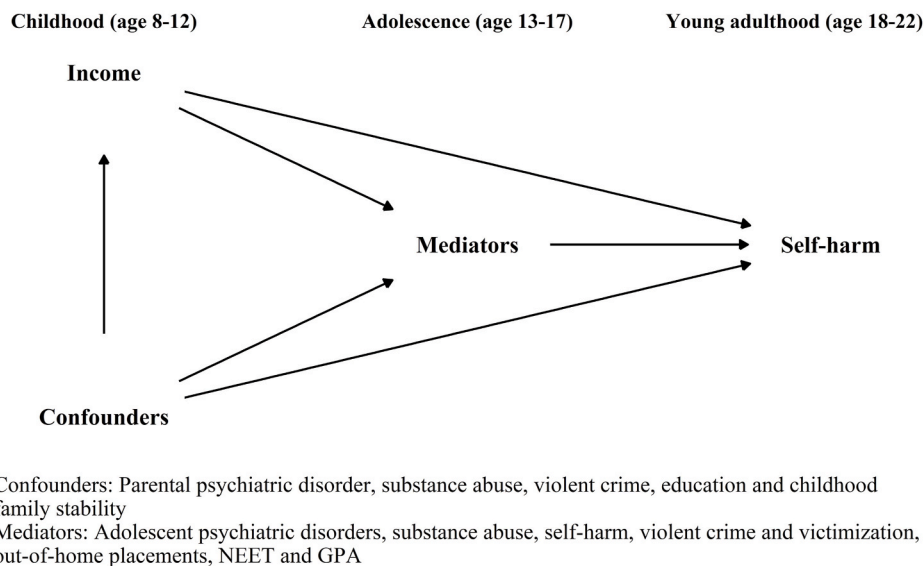 Childhood (age 8-12) Adolescence (age 13-17) Young adulthood (age 18-22)
Income
Mediators Self-harm
Confounders
Confounders: Parental psychiatric disorder, substance abuse, violent crime, education and childhood
family stability
Mediators: Adolescent psychiatric disorders, substance abuse, self-harm, violent crime and victimization,
out-of-home placements, NEET and GPA